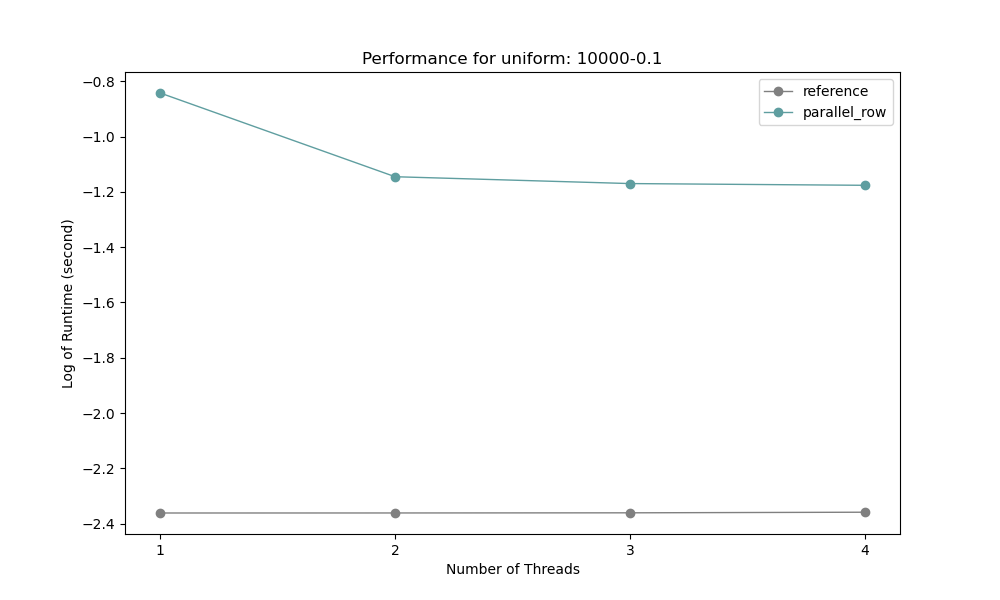 Performance for uniform: 10000-0.1
reference
parallel_row
Log of Runtime (second)
−0.8
−1.0
−1.2
−1.4
−1.6
−1.8
−2.0
−2.2
−2.4
1 2 3 4
Number of Threads